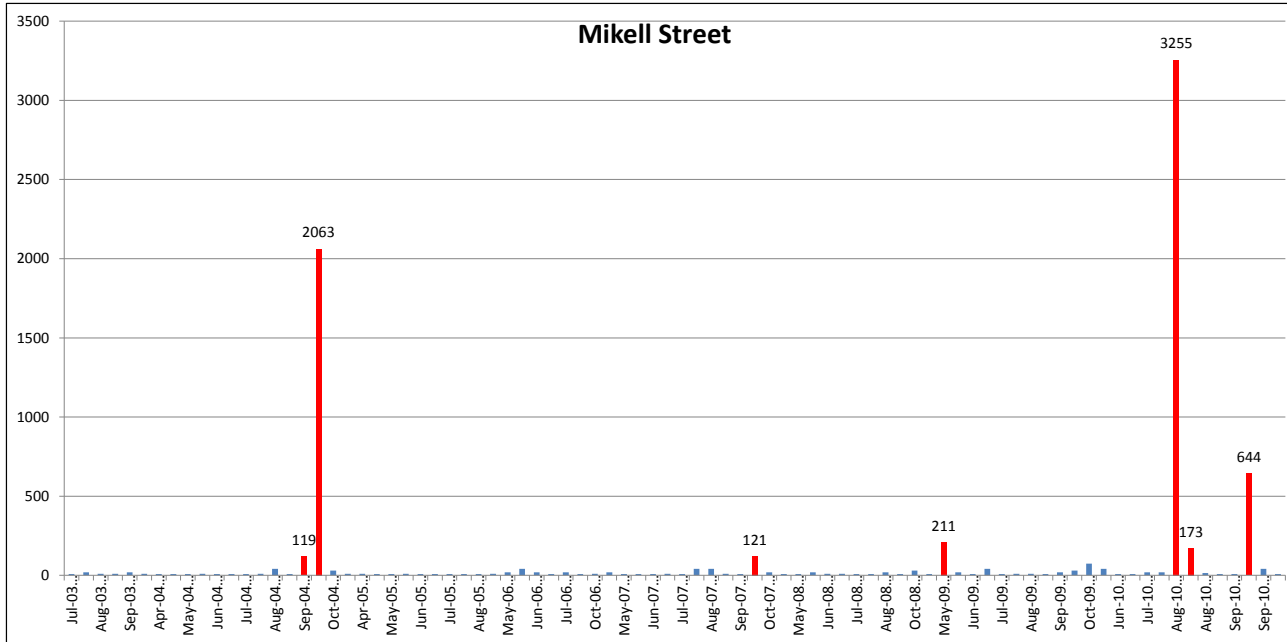 Mikell Street
3500
3000
2500
2000
1500
1000
500
0
119
2063
121
211
3255
173
644
Jul-03...
Aug-03...
Sep-03...
Apr-04...
May-04...
Jun-04...
Jul-04...
Aug-04...
Sep-04...
Oct-04...
Apr-05...
May-05...
Jun-05...
Jul-05...
Aug-05...
May-06...
Jun-06...
Jul-06...
Oct-06...
May-07...
Jun-07...
Jul-07...
Aug-07...
Sep-07...
Oct-07...
May-08...
Jun-08...
Jul-08...
Aug-08...
Oct-08...
May-09...
Jun-09...
Jul-09...
Aug-09...
Sep-09...
Oct-09...
Jun-10...
Jul-10...
Aug-10...
Aug-10...
Sep-10...
Sep-10...